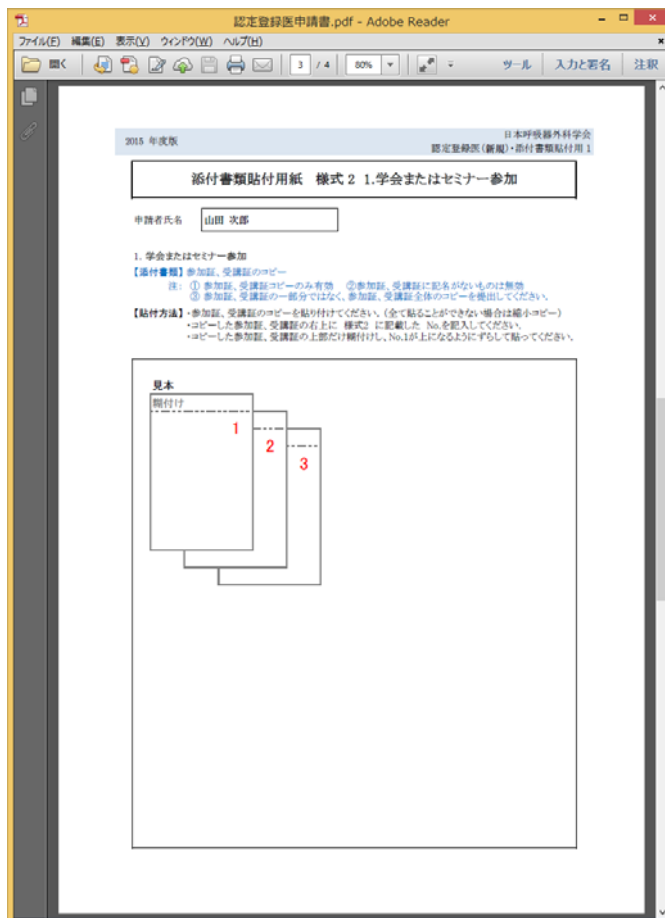 認定登録医申請書.pdf - Adobe Reader
ファイル(F) 編集(E) 表示(V) ウィンドウ(W) ヘルプ(H)
開く 3 / 4 80% ツール 入力と署名 注釈
2015 年度版
日本呼吸器外科学会
認定登録医(新規)・添付書類貼付用 1
添付書類貼付用紙 様式 2 1.学会またはセミナー参加
申請者氏名 山田 次郎
1. 学会またはセミナー参加
【添付書類】参加証、受講証のコピー
注: ① 参加証、受講証コピーのみ有効 ②参加証、受講証に記名がないものは無効
③ 参加証、受講証の一部分ではなく、参加証、受講証全体のコピーを提出してください。
【貼付方法】・参加証、受講証のコピーを貼り付けてください。(全て貼ることができない場合は縮小コピー)
・コピーした参加証、受講証の右上に 様式2 に記載した No.を記入してください。
・コピーした参加証、受講証の上部だけ糊付けし、No.1が上になるようにずらして貼ってください。
見本
糊付け
1
2
3